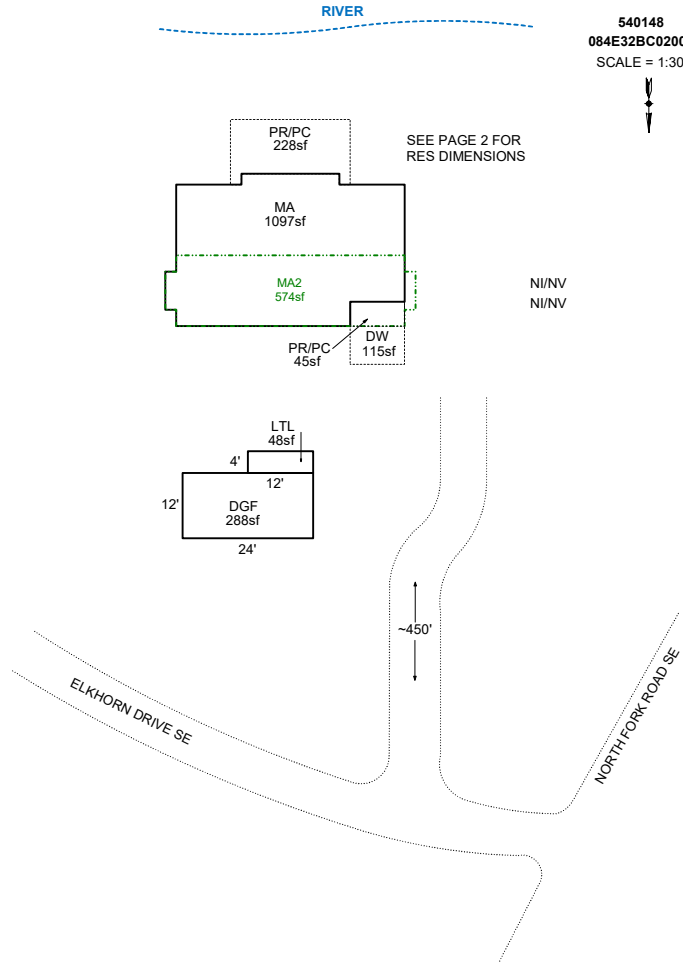 RIVER
540148
084E32BC0200
SCALE = 1:30
PR/PC
228sf
SEE PAGE 2 FOR
RES DIMENSIONS
MA
1097sf
MA2
574sf
NI/NV
NI/NV
PR/PC
45sf
DW
115sf
LTL
48sf
4'
12'
12'
DGF
288sf
24'
~450'
ELKHORN DRIVE SE
NORTH FORK ROAD SE